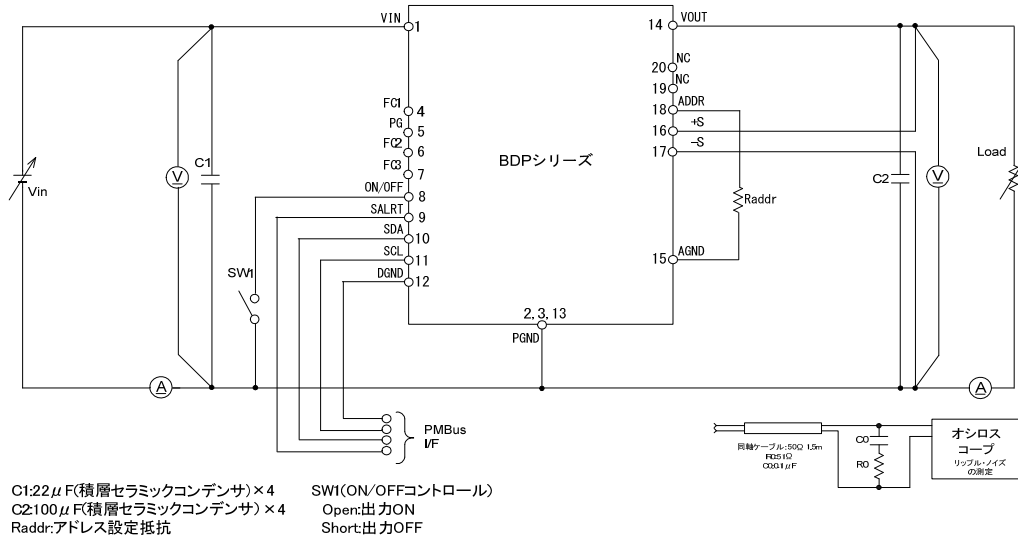 VIN
1
14
VOUT
20
NC
19
NC
18
ADDR
16
+S
17
-S
FC1
4
PG
5
FC2
6
FC3
7
ON/OFF
8
SALRT
9
SDA
10
SCL
11
DGND
12
BDPシリーズ
15
AGND
2, 3, 13
PGND
Vin
V
C1
SW1
A
Raddr
C2
V
Load
A
PMBus
I/F
同軸ケーブル:50Ω 1.5m
R0:51Ω
C0:0.1μF
C0
R0
オシロス
コープ
リップル・ノイズ
の測定
C1:22μF(積層セラミックコンデンサ)×4
C2:100μF(積層セラミックコンデンサ)×4
Raddr:アドレス設定抵抗
SW1(ON/OFFコントロール)
Open:出力ON
Short:出力OFF